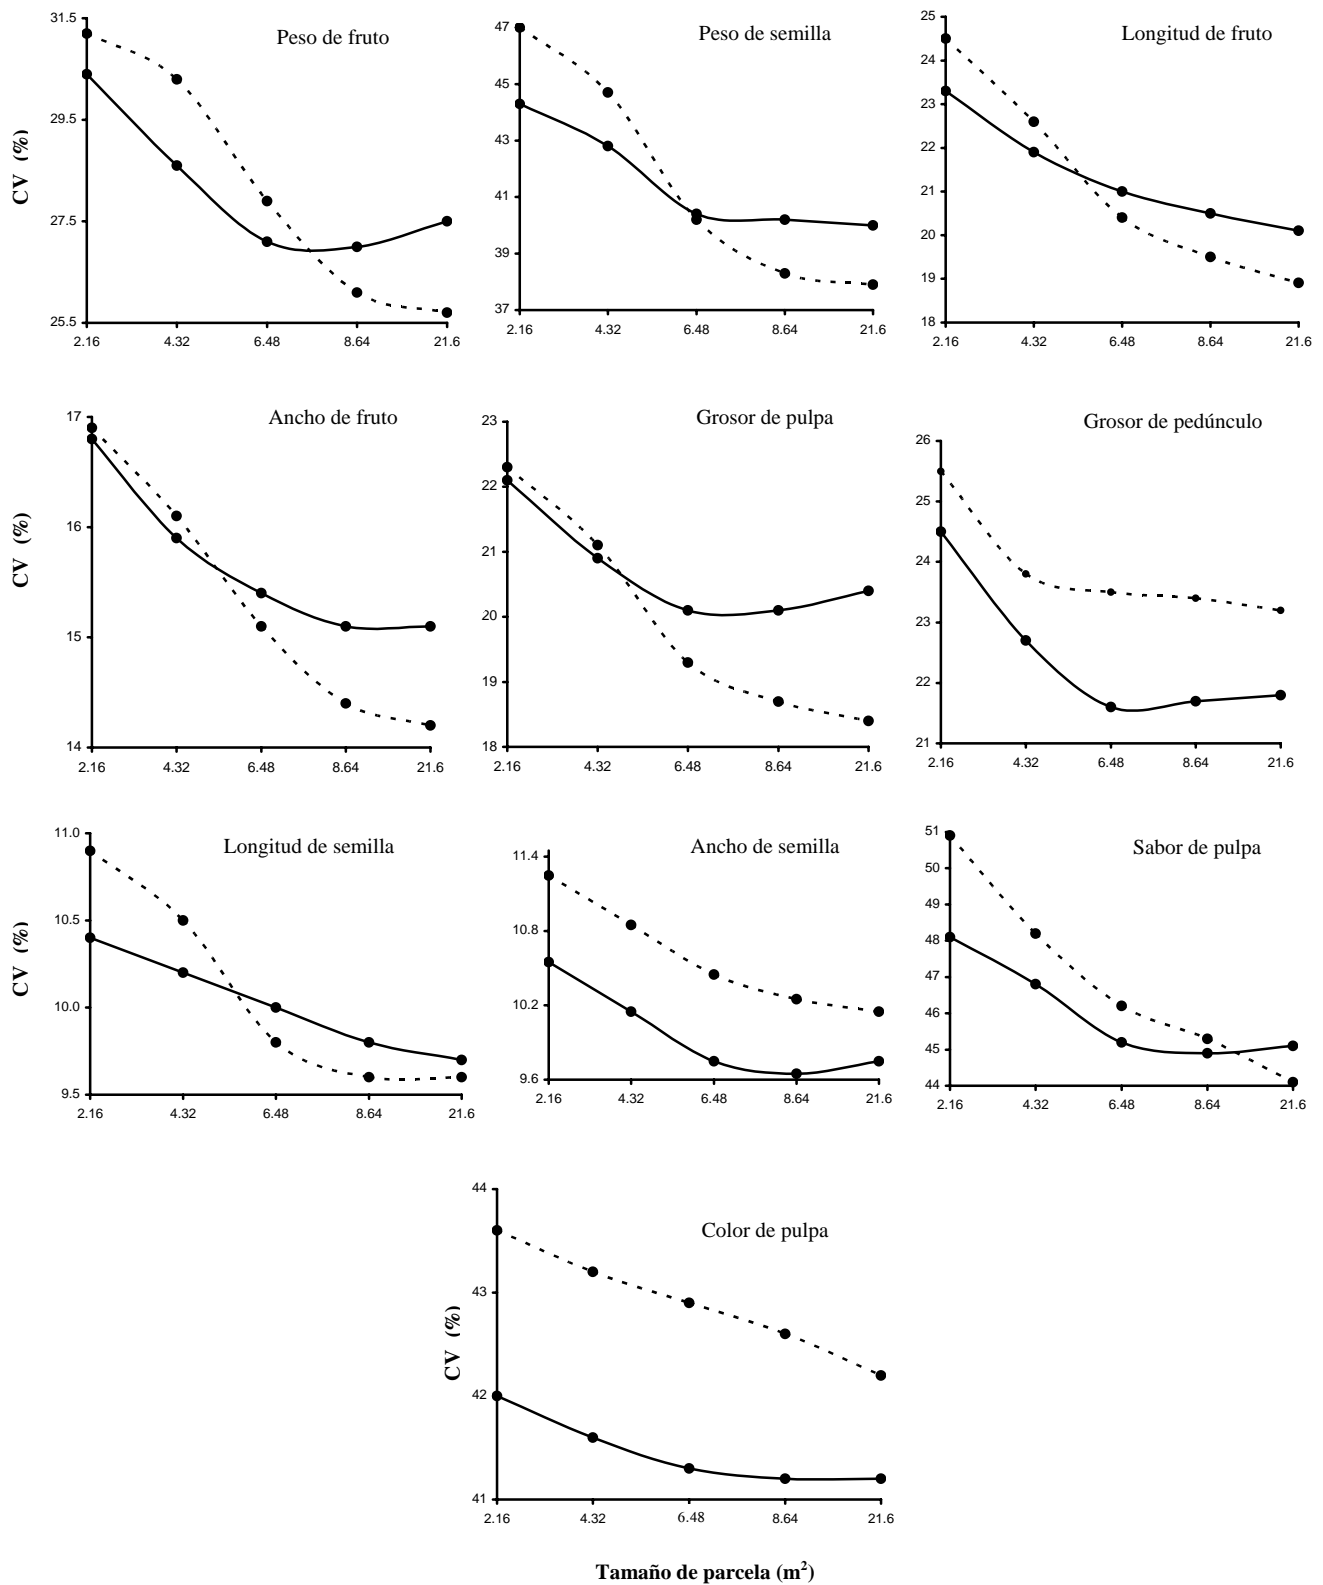 Peso de fruto
CV (%)
31.5
29.5
27.5
25.5
2.16 4.32 6.48 8.64 21.6
Peso de semilla
47
45
43
41
39
37
2.16 4.32 6.48 8.64 21.6
Longitud de fruto
25
24
23
22
21
20
19
18
2.16 4.32 6.48 8.64 21.6
Ancho de fruto
CV (%)
17
16
15
14
2.16 4.32 6.48 8.64 21.6
Grosor de pulpa
23
22
21
20
19
18
2.16 4.32 6.48 8.64 21.6
Grosor de pedúnculo
26
25
24
23
22
21
2.16 4.32 6.48 8.64 21.6
Longitud de semilla
CV (%)
11.0
10.5
10.0
9.5
2.16 4.32 6.48 8.64 21.6
Ancho de semilla
11.4
10.8
10.2
9.6
2.16 4.32 6.48 8.64 21.6
Sabor de pulpa
51
50
49
48
47
46
45
44
2.16 4.32 6.48 8.64 21.6
Color de pulpa
CV (%)
44
43
42
41
2.16 4.32 6.48 8.64 21.6
Tamaño de parcela (m²)